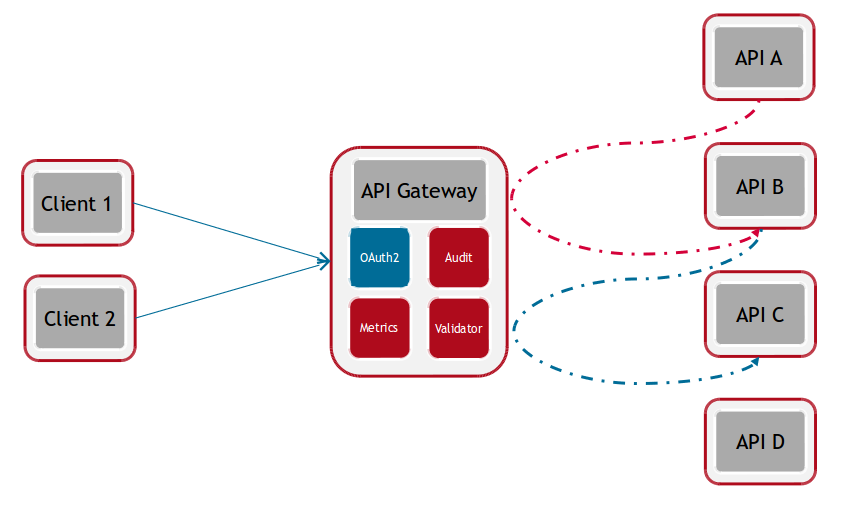 API A
API B
API Gateway
Client 1
OAuth2
Audit
API C
Client 2
Metrics
Validator
API D